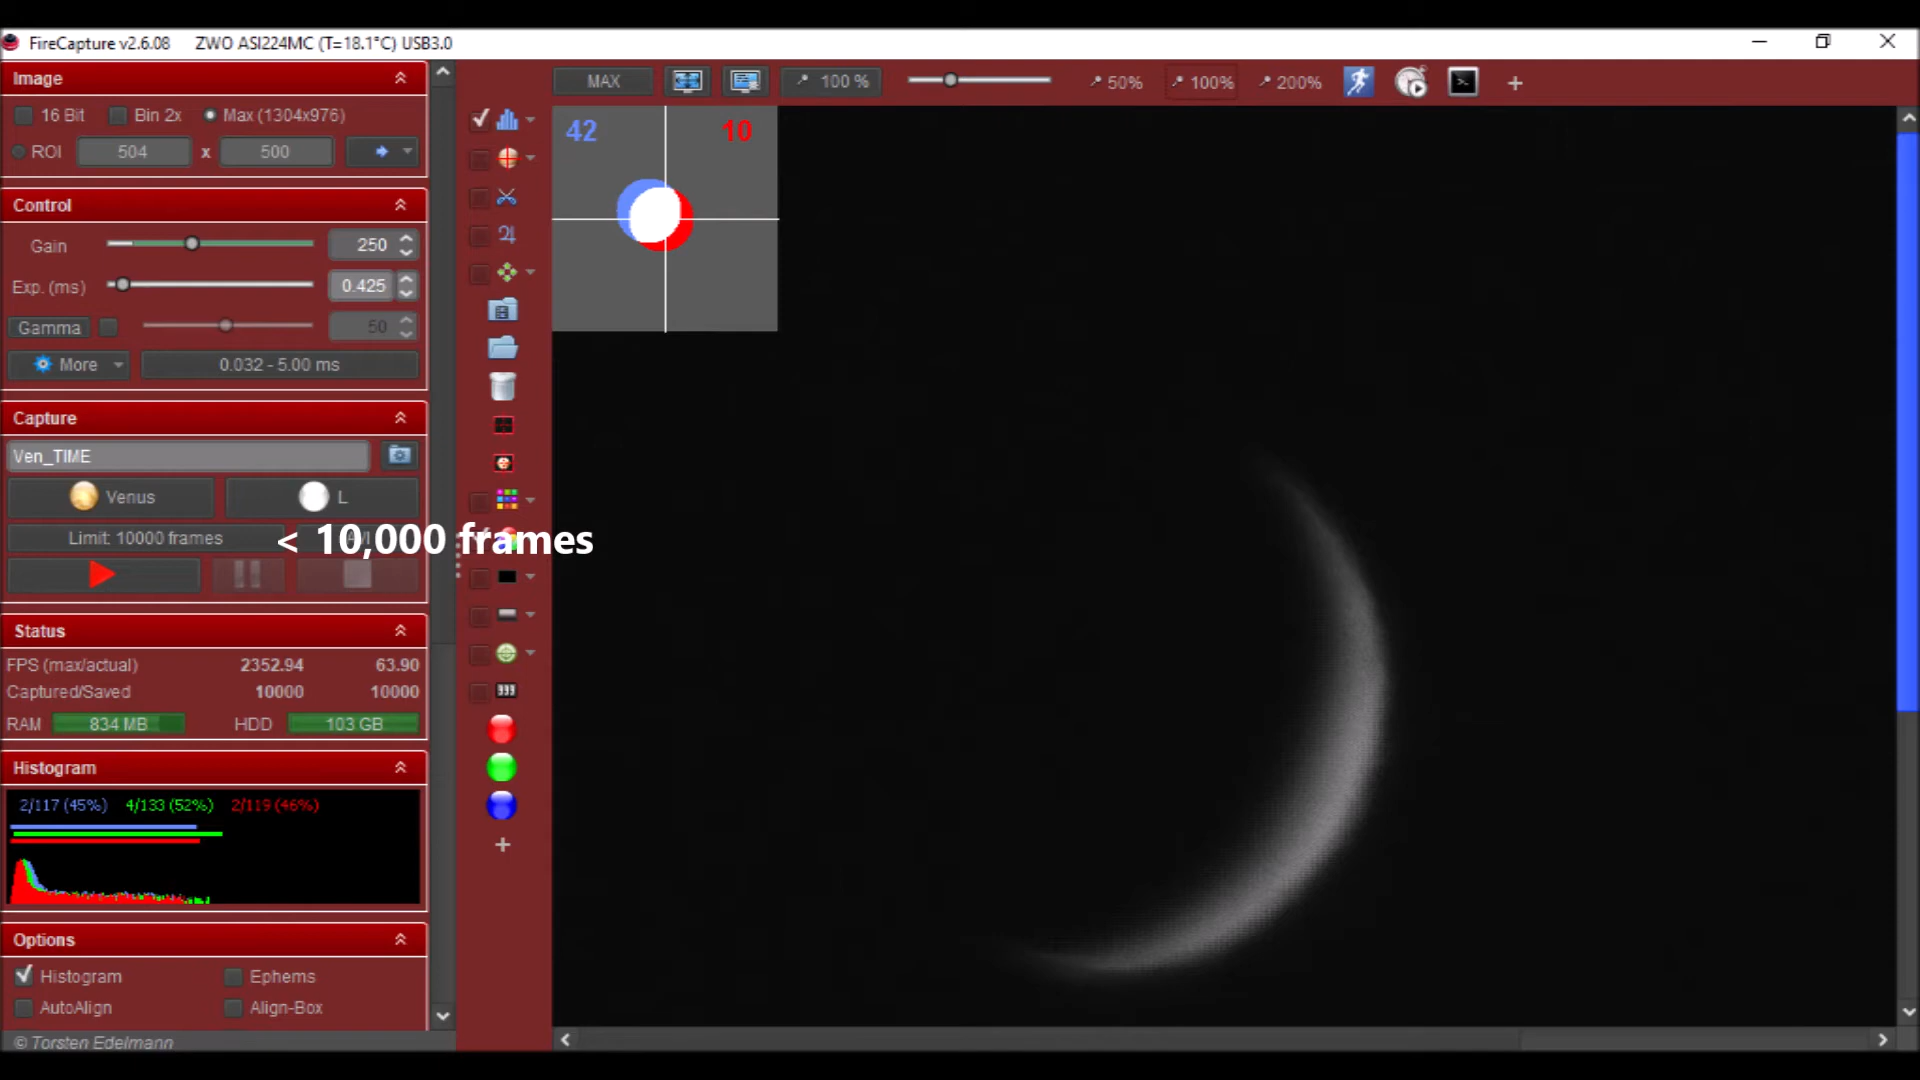 FireCapture v2.6.08 ZWO ASI224MC (T=18.1°C) USB3.0
Image
16 Bit Bin 2x Max (1304x976)
ROI 504 x 500
Control
Gain 250
Exp. (ms) 0.425
Gamma 50
More 0.032 - 5.00 ms
Capture
Ven_TIME
Venus L
Limit: 10000 frames
< 10,000 frames
Status
FPS (max/actual) 2352.94 63.90
Captured/Saved 10000 10000
RAM 834 MB HDD 103 GB
Histogram
2/117 (45%) 4/133 (52%) 2/119 (46%)
Options
Histogram Ephems
AutoAlign Align-Box
© Torsten Edelmann
MAX 100 % 50% 100% 200%
42 10